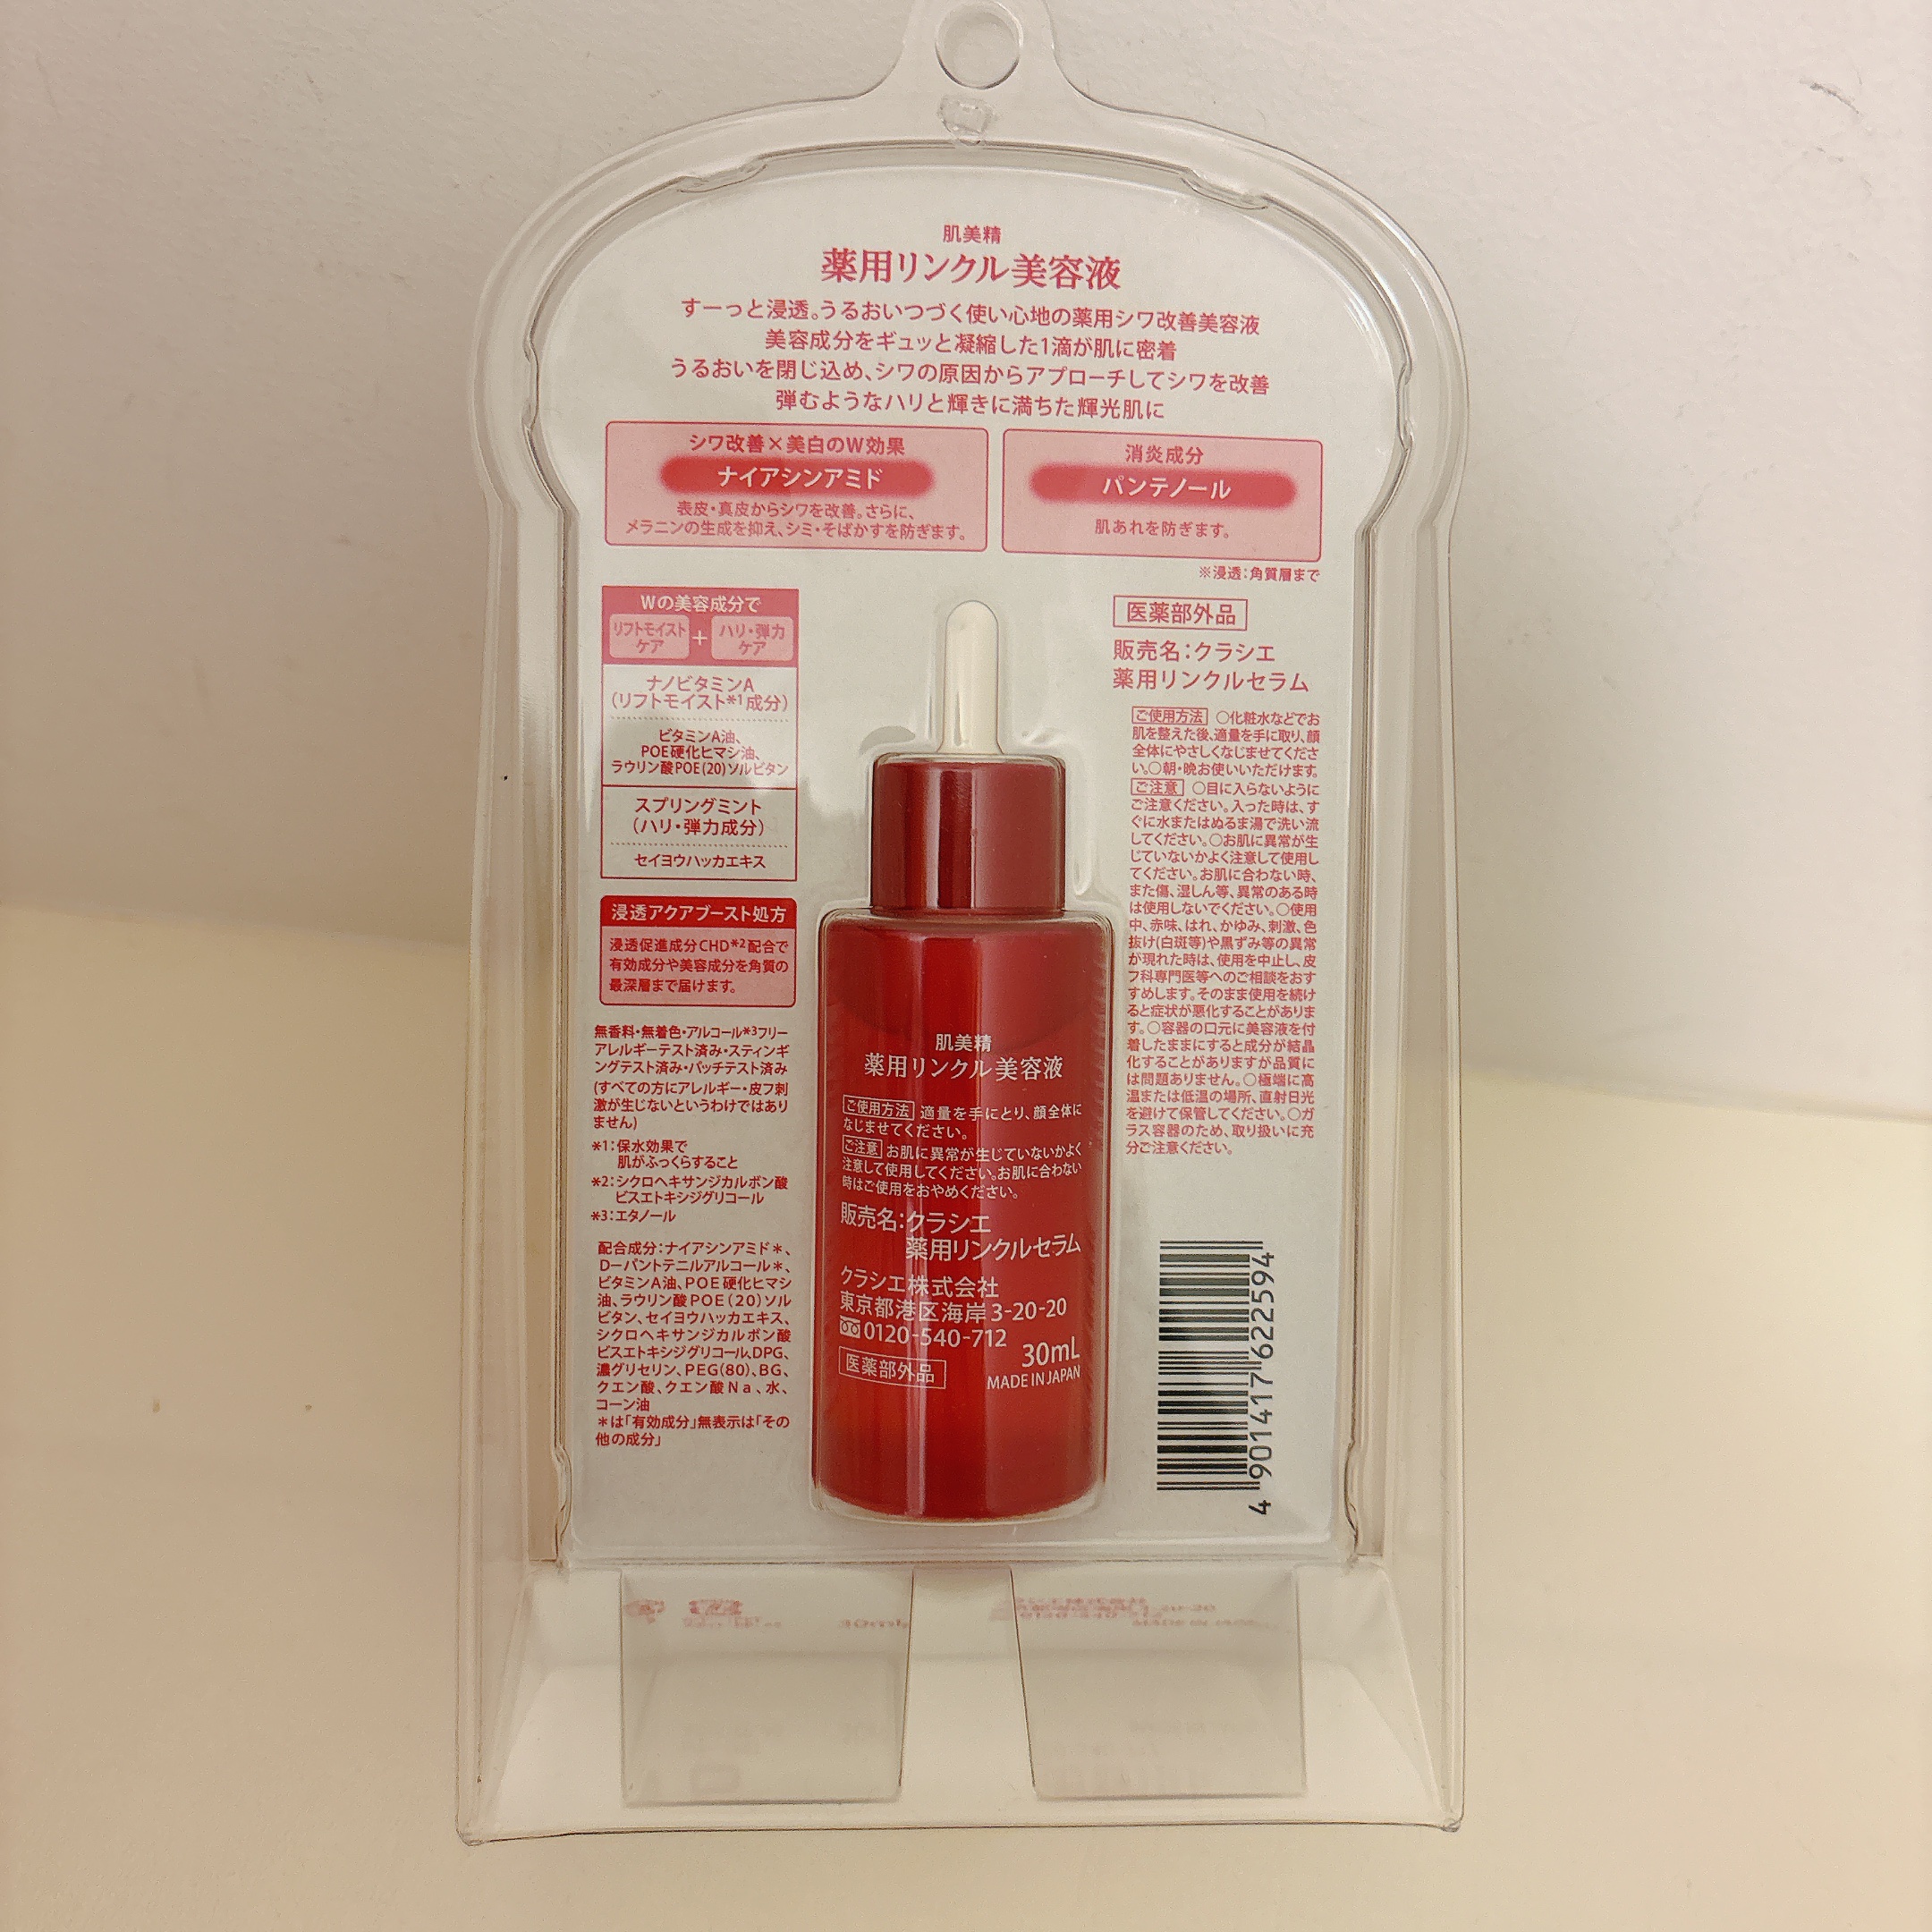 肌美精
薬用リンクル美容液
すーっと浸透。うるおいつづく使い心地の薬用シワ改善美容液
美容成分をギュッと凝縮した1滴が肌に密着
うるおいを閉じ込め、シワの原因からアプローチしてシワを改善
弾むようなハリと輝きに満ちた輝光肌に
シワ改善×美白のW効果
ナイアシンアミド
表皮・真皮からシワを改善。さらに、
メラニンの生成を抑え、シミ・そばかすを防ぎます。
消炎成分
パンテノール
肌あれを防ぎます。
※浸透:角質層まで
Wの美容成分で
リフトモイスト
ケア
+
ハリ・弾力
ケア
ナノビタミンA
(リフトモイスト*1成分)
ビタミンA油、
POE硬化ヒマシ油、
ラウリン酸POE(20)ソルビタン
スプリングミント
(ハリ・弾力成分)
セイヨウハッカエキス
浸透アクアブースト処方
浸透促進成分CHD*2配合で
有効成分や美容成分を角質の
最深層まで届けます。
無香料・無着色・アルコール*3フリー
アレルギーテスト済み・スティンギ
ングテスト済み・パッチテスト済み
(すべての方にアレルギー・皮フ刺
激が生じないというわけではあり
ません)
*1:保水効果で
肌がふっくらすること
*2:シクロヘキサンジカルボン酸
ビスエトキシジグリコール
*3:エタノール
配合成分:ナイアシンアミド*、
D-パントテニルアルコール*、
ビタミンA油、POE硬化ヒマシ
油、ラウリン酸POE(20)ソル
ビタン、セイヨウハッカエキス、
シクロヘキサンジカルボン酸
ビスエトキシジグリコール、DPG、
濃グリセリン、PEG(80)、BG、
クエン酸、クエン酸Na、水、
コーン油
*は「有効成分」無表示は「その
他の成分」
医薬部外品
販売名:クラシエ
薬用リンクルセラム
ご使用方法 ○化粧水などでお
肌を整えた後、適量を手に取り、顔
全体にやさしくなじませてくださ
い。○朝・晩お使いいただけます。
ご注意 ○目に入らないように
ご注意ください。入った時は、す
ぐに水またはぬるま湯で洗い流
してください。○お肌に異常が生
じていないかよく注意して使用し
てください。お肌に合わない時、
また傷、湿しん等、異常のある時
は使用しないでください。○使用
中、赤味、はれ、かゆみ、刺激、色
抜け(白斑等)や黒ずみ等の異常
が現れた時は、使用を中止し、皮
フ科専門医等へのご相談をおす
すめします。そのまま使用を続け
ると症状が悪化することがありま
す。○容器の口元に美容液を付
着したままにすると成分が結晶
化することがありますが品質に
は問題ありません。○極端に高
温または低温の場所、直射日光
を避けて保管してください。○ガ
ラス容器のため、取り扱いに充
分ご注意ください。
肌美精
薬用リンクル美容液
ご使用方法 適量を手にとり、顔全体に
なじませてください。
ご注意 お肌に異常が生じていないかよく
注意して使用してください。お肌に合わない
時はご使用をおやめください。
販売名:クラシエ
薬用リンクルセラム
クラシエ株式会社
東京都港区海岸3-20-20
0120-540-712
30mL
医薬部外品
MADE IN JAPAN
4 901417 622594